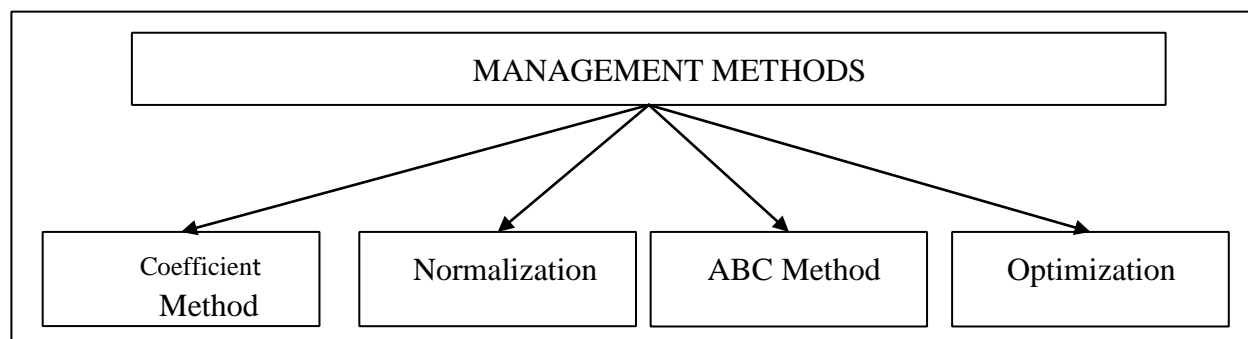 MANAGEMENT METHODS
Coefficient
Method
Normalization
ABC Method
Optimization